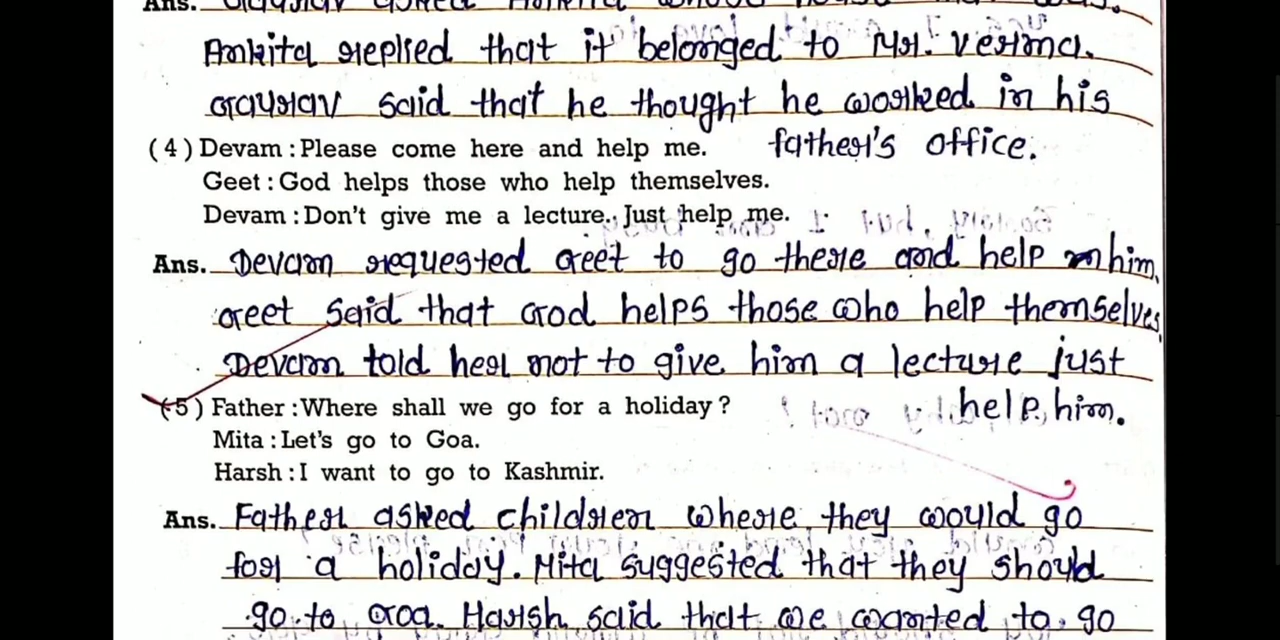 Ans.
Ankita replied that it belonged to Mr. Verma.
Gaurav said that he thought he worked in his
father's office.
(4) Devam : Please come here and help me.
Geet : God helps those who help themselves.
Devam : Don't give me a lecture. Just help me.
Ans. Devam requested Geet to go there and help him.
Geet said that God helps those who help themselves.
Devam told her not to give him a lecture just
help him.
(5) Father : Where shall we go for a holiday?
Mita : Let's go to Goa.
Harsh : I want to go to Kashmir.
Ans. Father asked children where they would go
for a holiday. Mita suggested that they should
go to Goa. Harsh said that we wanted to go